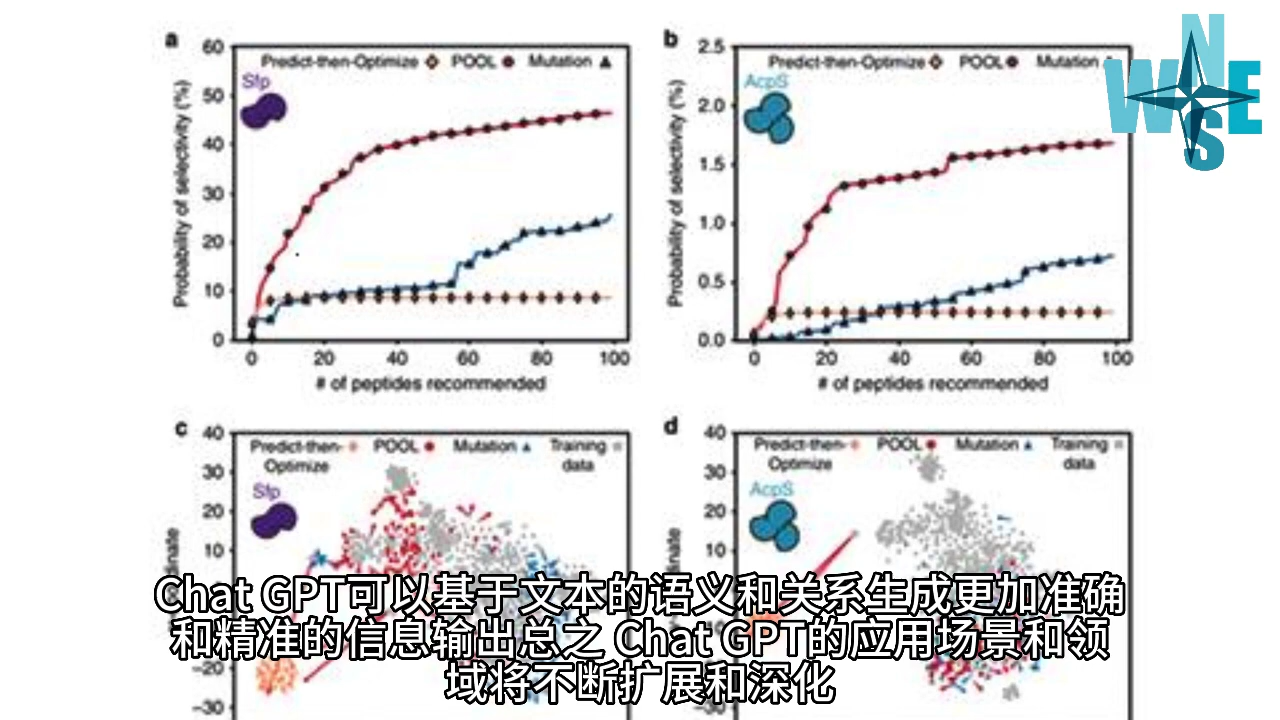 a
60
50
40
30
20
10
0
Probability of selectivity (%)
Predict-then-Optimize POOL Mutation
Sfp
0 20 40 60 80 100
# of peptides recommended
b
2.5
2.0
1.5
1.0
0.5
0.0
Probability of selectivity (%)
Predict-then-Optimize POOL Mutation
AcpS
0 20 40 60 80 100
# of peptides recommended
N
W E
S
c
40
30
20
10
-20
-30
Predict-then- POOL Mutation Training
Optimize data
Sfp
d
40
30
20
10
-30
Predict-then- POOL Mutation Training
Optimize data
AcpS
Chat GPT可以基于文本的语义和关系生成更加准确
和精准的信息输出总之 Chat GPT的应用场景和领
域将不断扩展和深化